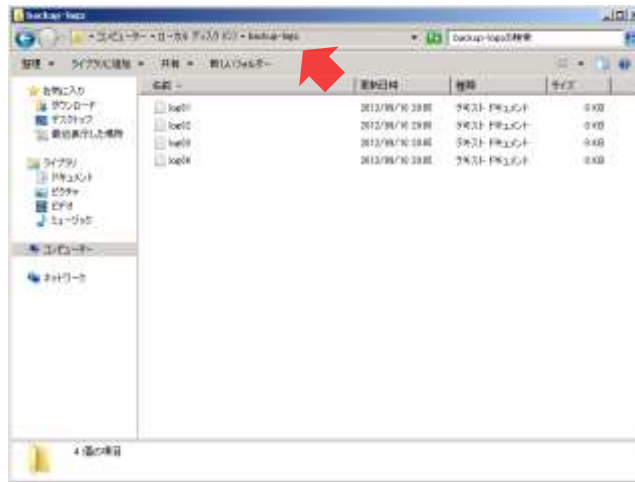 backup-logs
コンピューター ローカル ディスク (C:) backup-logs
backup-logsの検索
整理 ライブラリに追加 共有 新しいフォルダー
お気に入り
ダウンロード
デスクトップ
最近表示した場所
ライブラリ
ドキュメント
ピクチャ
ビデオ
ミュージック
コンピューター
ネットワーク
名前 更新日時 種類 サイズ
log01 テキスト ドキュメント 0 KB
log02 テキスト ドキュメント 0 KB
log03 テキスト ドキュメント 0 KB
log04 テキスト ドキュメント 0 KB
4 個の項目